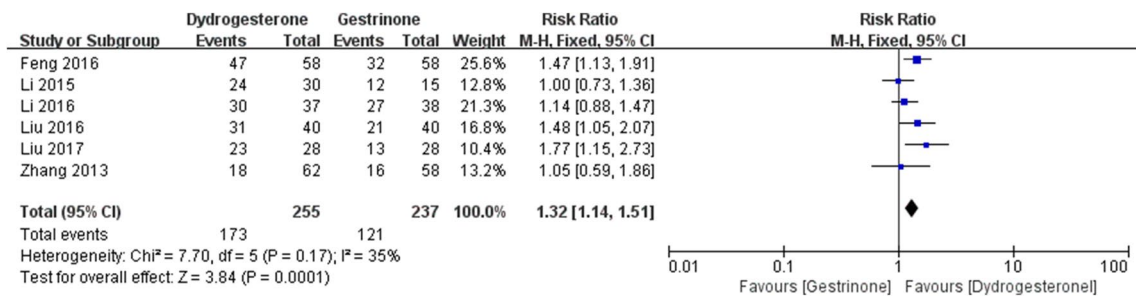 Dydrogesterone Gestrinone Risk Ratio Risk Ratio
Study or Subgroup Events Total Events Total Weight M-H, Fixed, 95% CI M-H, Fixed, 95% CI
Feng 2016 47 58 32 58 25.6% 1.47 [1.13, 1.91]
Li 2015 24 30 12 15 12.8% 1.00 [0.73, 1.36]
Li 2016 30 37 27 38 21.3% 1.14 [0.88, 1.47]
Liu 2016 31 40 21 40 16.8% 1.48 [1.05, 2.07]
Liu 2017 23 28 13 28 10.4% 1.77 [1.15, 2.73]
Zhang 2013 18 62 16 58 13.2% 1.05 [0.59, 1.86]
Total (95% CI) 255 237 100.0% 1.32 [1.14, 1.51]
Total events 173 121
Heterogeneity: Chi² = 7.70, df = 5 (P = 0.17); I² = 35%
Test for overall effect: Z = 3.84 (P = 0.0001)
0.01 0.1 1 10 100
Favours [Gestrinone] Favours [Dydrogesteronel]